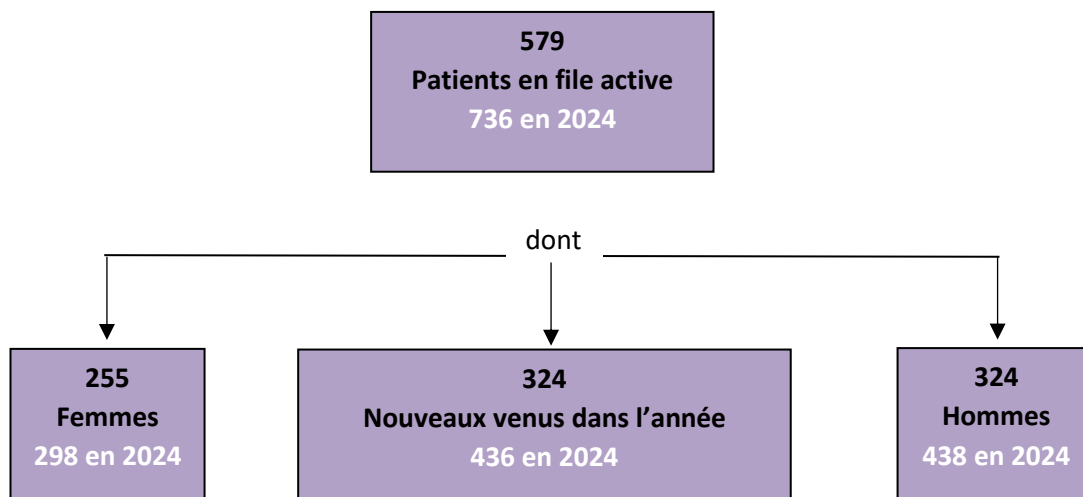 579
Patients en file active
736 en 2024
dont
255
Femmes
298 en 2024
324
Nouveaux venus dans l’année
436 en 2024
324
Hommes
438 en 2024